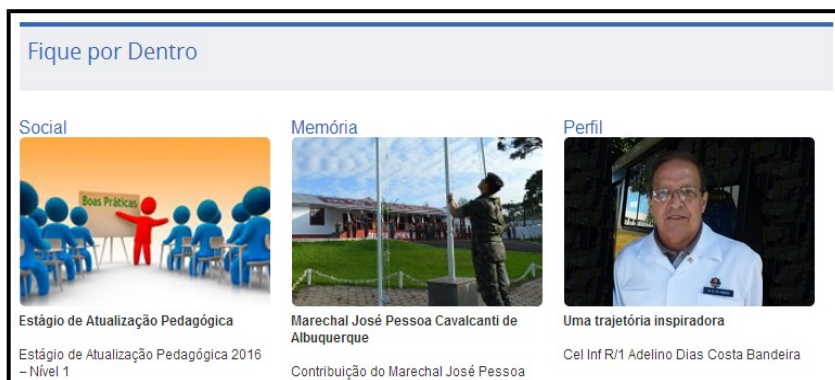 Fique por Dentro
Social
Boas Práticas
Estágio de Atualização Pedagógica
Estágio de Atualização Pedagógica 2016
– Nível 1
Memória
Marechal José Pessoa Cavalcanti de
Albuquerque
Contribuição do Marechal José Pessoa
Perfil
Uma trajetória inspiradora
Cel Inf R/1 Adelino Dias Costa Bandeira